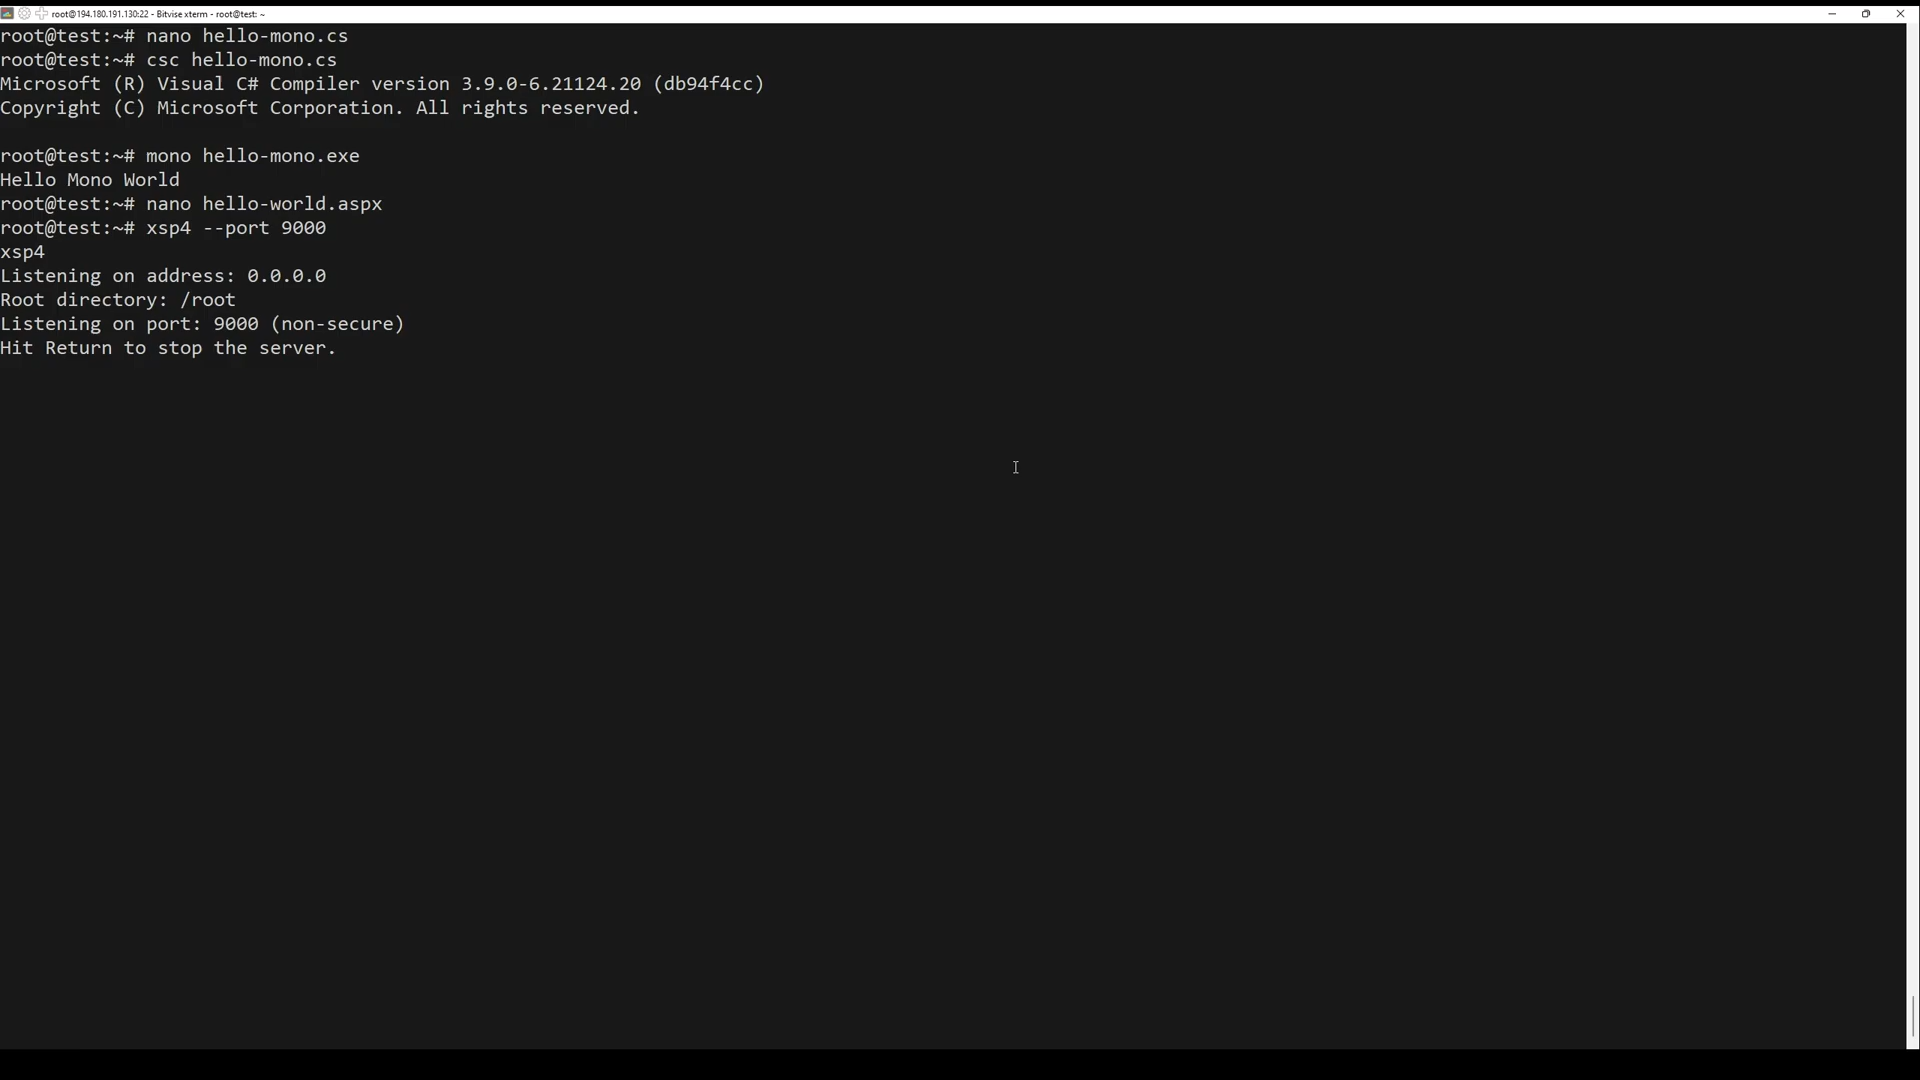 root@194.180.191.130:22 - Bitvise xterm - root@test: ~
root@test:~# nano hello-mono.cs
root@test:~# csc hello-mono.cs
Microsoft (R) Visual C# Compiler version 3.9.0-6.21124.20 (db94f4cc)
Copyright (C) Microsoft Corporation. All rights reserved.
root@test:~# mono hello-mono.exe
Hello Mono World
root@test:~# nano hello-world.aspx
root@test:~# xsp4 --port 9000
xsp4
Listening on address: 0.0.0.0
Root directory: /root
Listening on port: 9000 (non-secure)
Hit Return to stop the server.